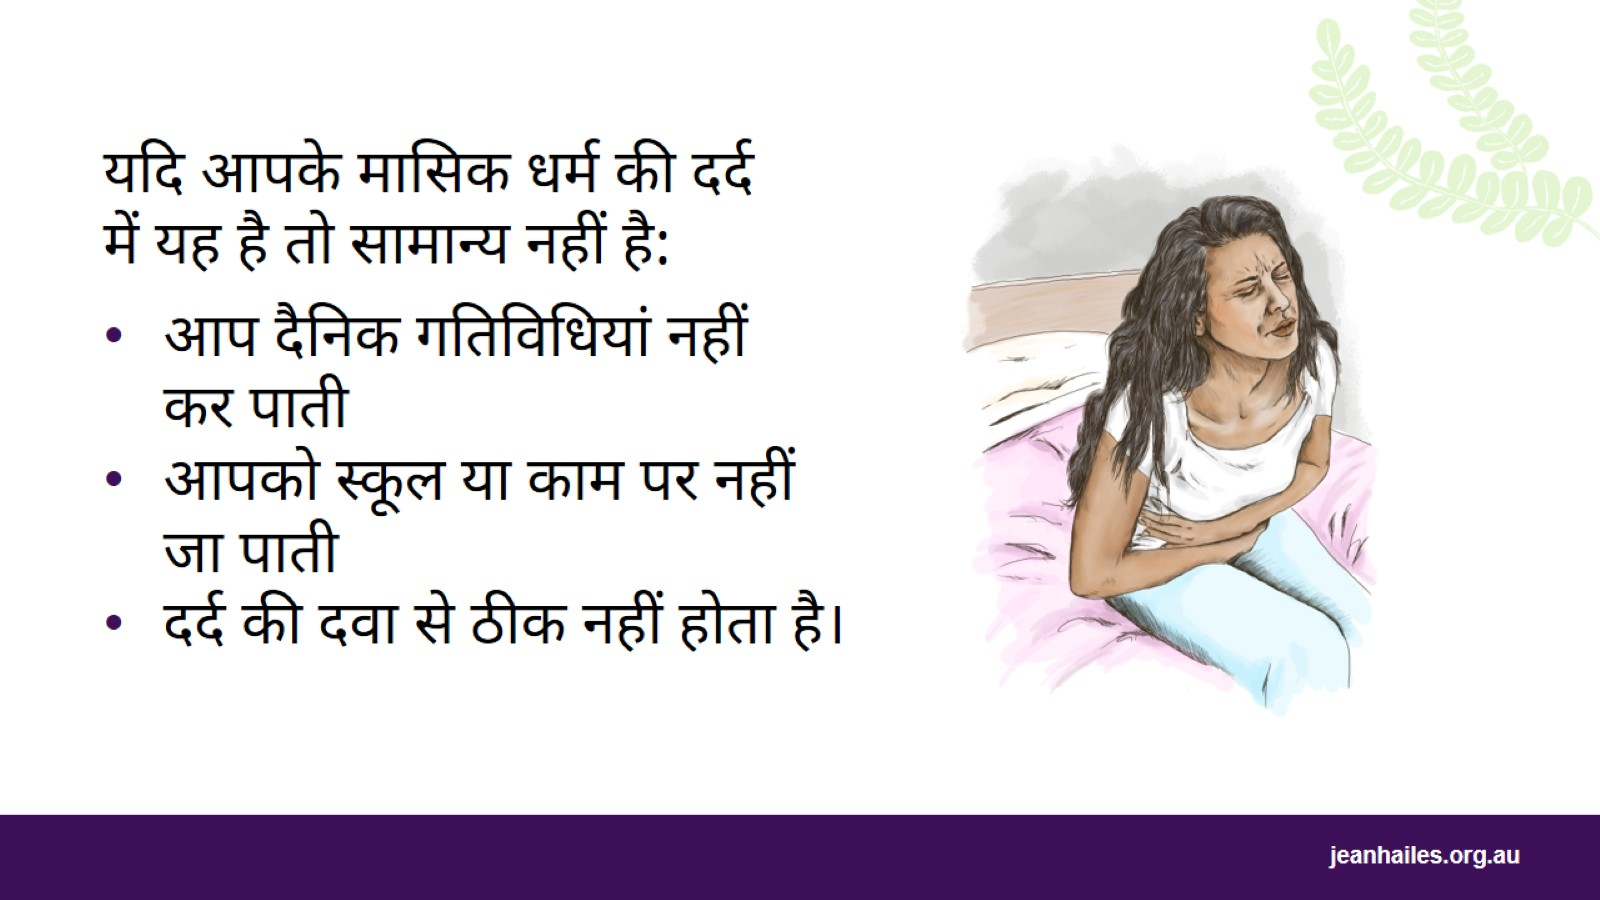 यदि आपके मासिक धर्म की दर्द
में यह है तो सामान्य नहीं है:
• आप दैनिक गतिविधियां नहीं
कर पाती
• आपको स्कूल या काम पर नहीं
जा पाती
• दर्द की दवा से ठीक नहीं होता है।
jeanhailes.org.au